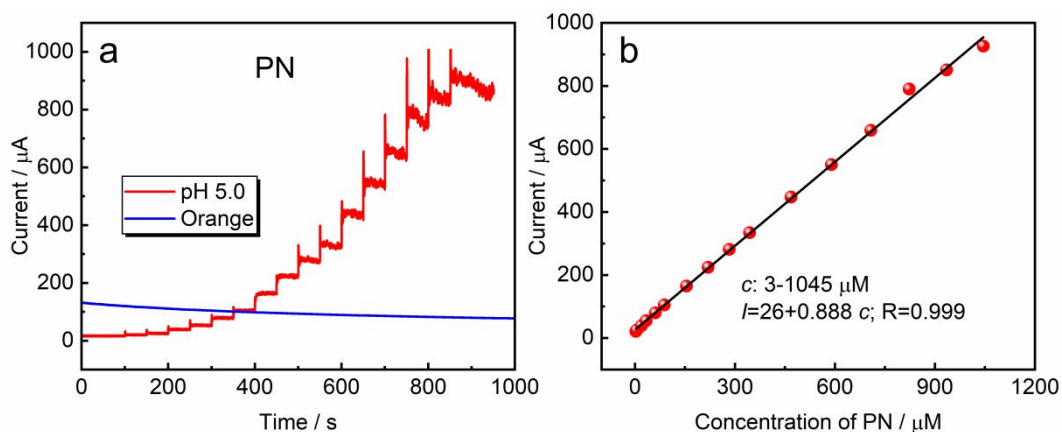 a
PN
1000
800
600
400
200
0
Current / μA
pH 5.0
Orange
0
200
400
600
800
1000
Time / s
b
1000
800
600
400
200
0
Current / μA
c: 3-1045 μM
I=26+0.888 c; R=0.999
0
300
600
900
1200
Concentration of PN / μM